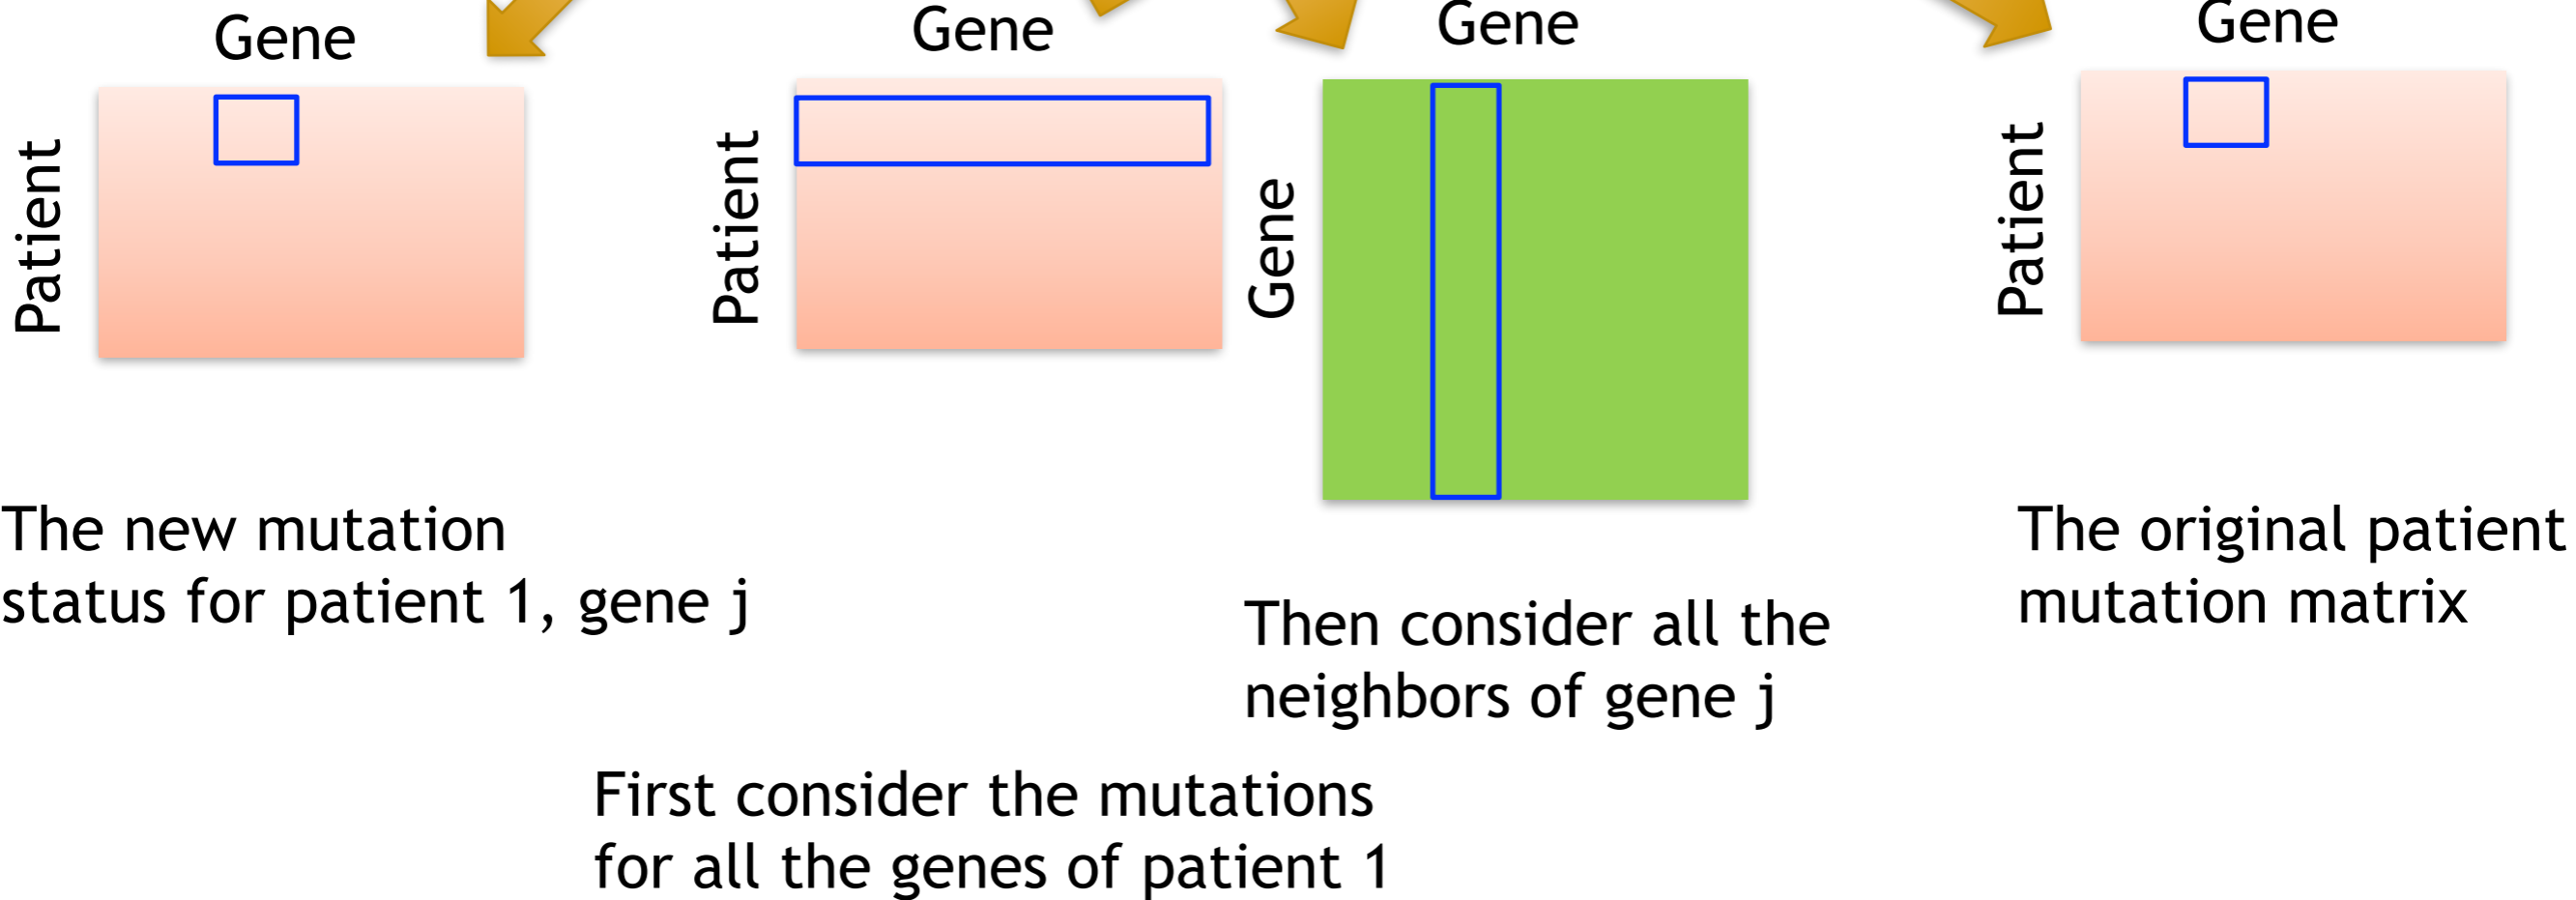 Gene
Gene
Gene
Gene
Patient
Patient
Gene
Patient
The new mutation
status for patient 1, gene j
The original patient
mutation matrix
Then consider all the
neighbors of gene j
First consider the mutations
for all the genes of patient 1